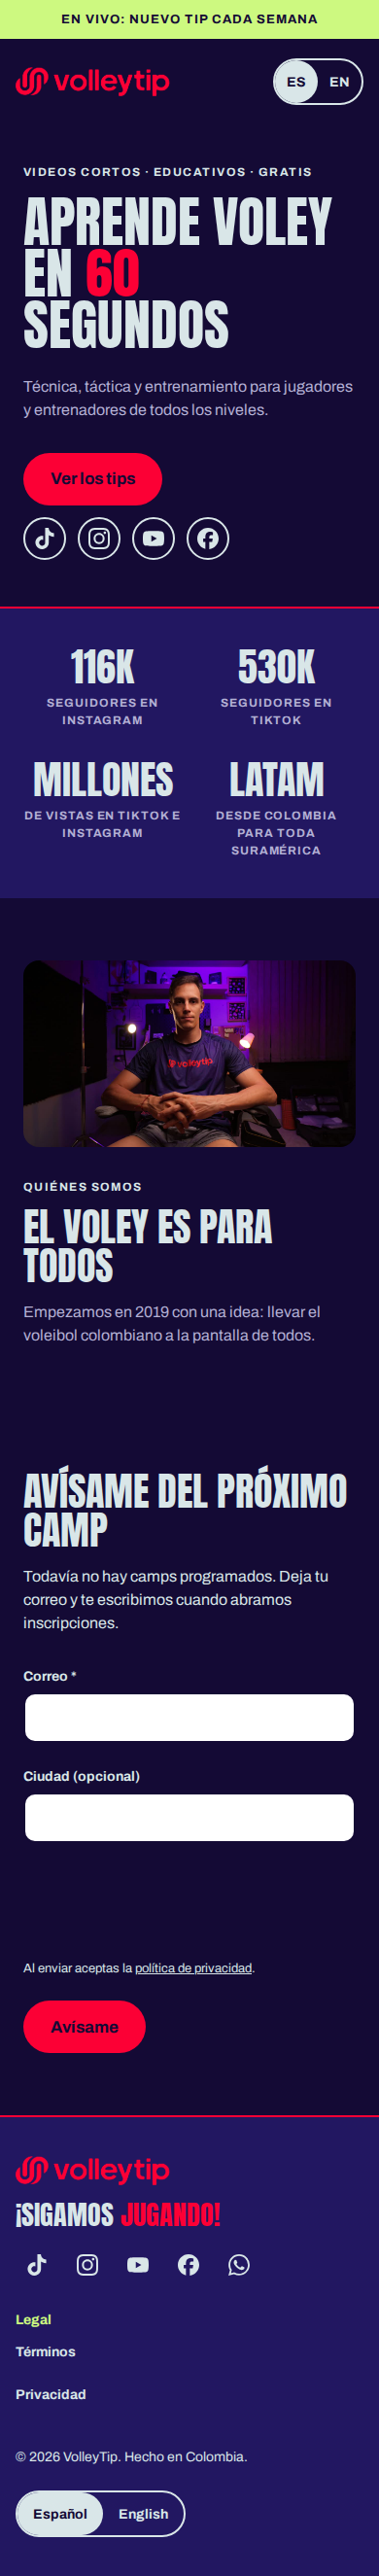 EN VIVO: NUEVO TIP CADA SEMANA
volleytip
ES EN
VIDEOS CORTOS · EDUCATIVOS · GRATIS
APRENDE VOLEY
EN 60
SEGUNDOS
Técnica, táctica y entrenamiento para jugadores
y entrenadores de todos los niveles.
Ver los tips
116K
SEGUIDORES EN
INSTAGRAM
530K
SEGUIDORES EN
TIKTOK
MILLONES
DE VISTAS EN TIKTOK E
INSTAGRAM
LATAM
DESDE COLOMBIA
PARA TODA
SURAMÉRICA
volleytip
QUIÉNES SOMOS
EL VOLEY ES PARA
TODOS
Empezamos en 2019 con una idea: llevar el
voleibol colombiano a la pantalla de todos.
AVÍSAME DEL PRÓXIMO
CAMP
Todavía no hay camps programados. Deja tu
correo y te escribimos cuando abramos
inscripciones.
Correo *
Ciudad (opcional)
Al enviar aceptas la política de privacidad.
Avísame
volleytip
¡SIGAMOS JUGANDO!
Legal
Términos
Privacidad
© 2026 VolleyTip. Hecho en Colombia.
Español English